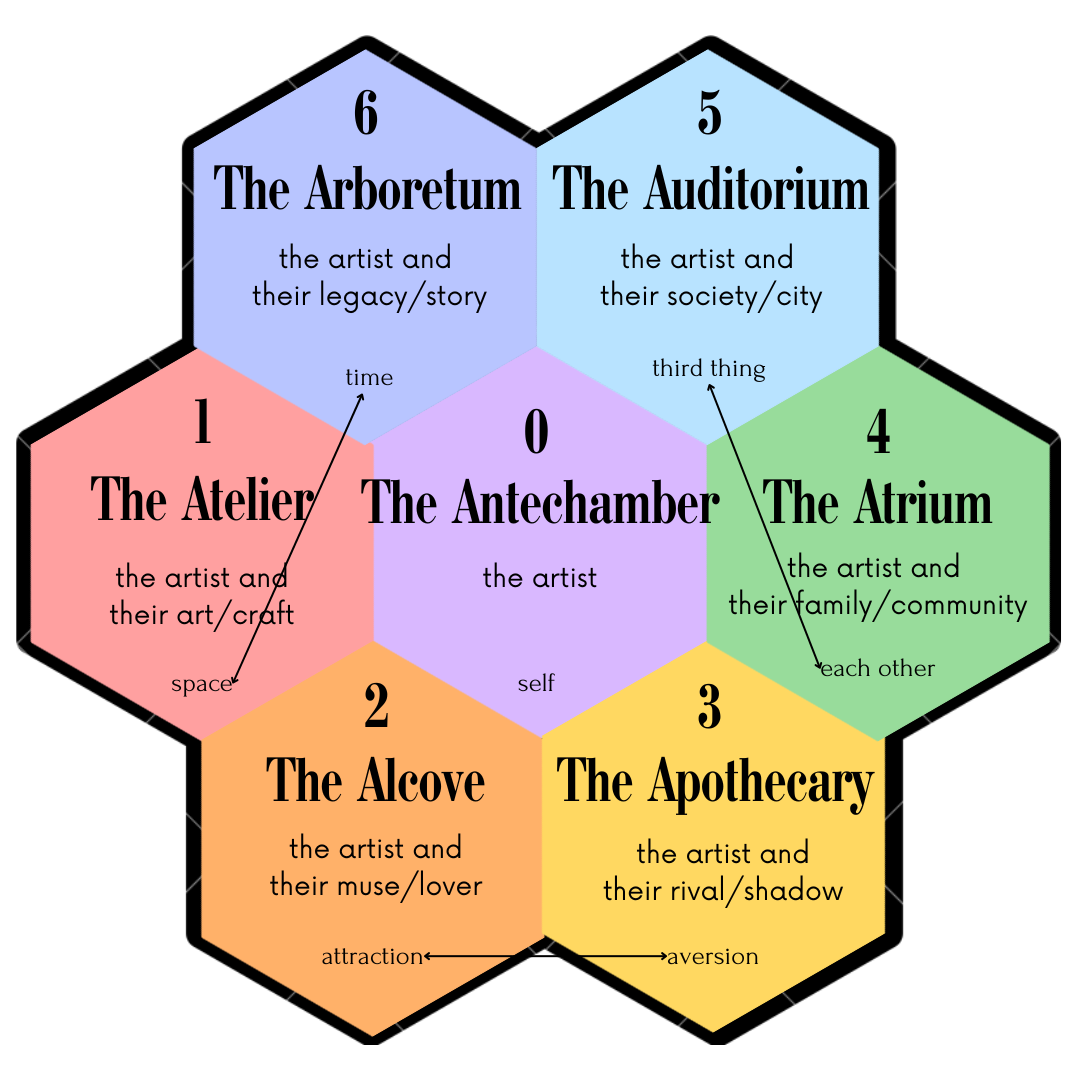 6
The Arboretum
the artist and
their legacy/story
time
5
The Auditorium
the artist and
their society/city
third thing
1
The Atelier
the artist and
their art/craft
space
0
The Antechamber
the artist
self
4
The Atrium
the artist and
their family/community
each other
2
The Alcove
the artist and
their muse/lover
attraction
3
The Apothecary
the artist and
their rival/shadow
aversion